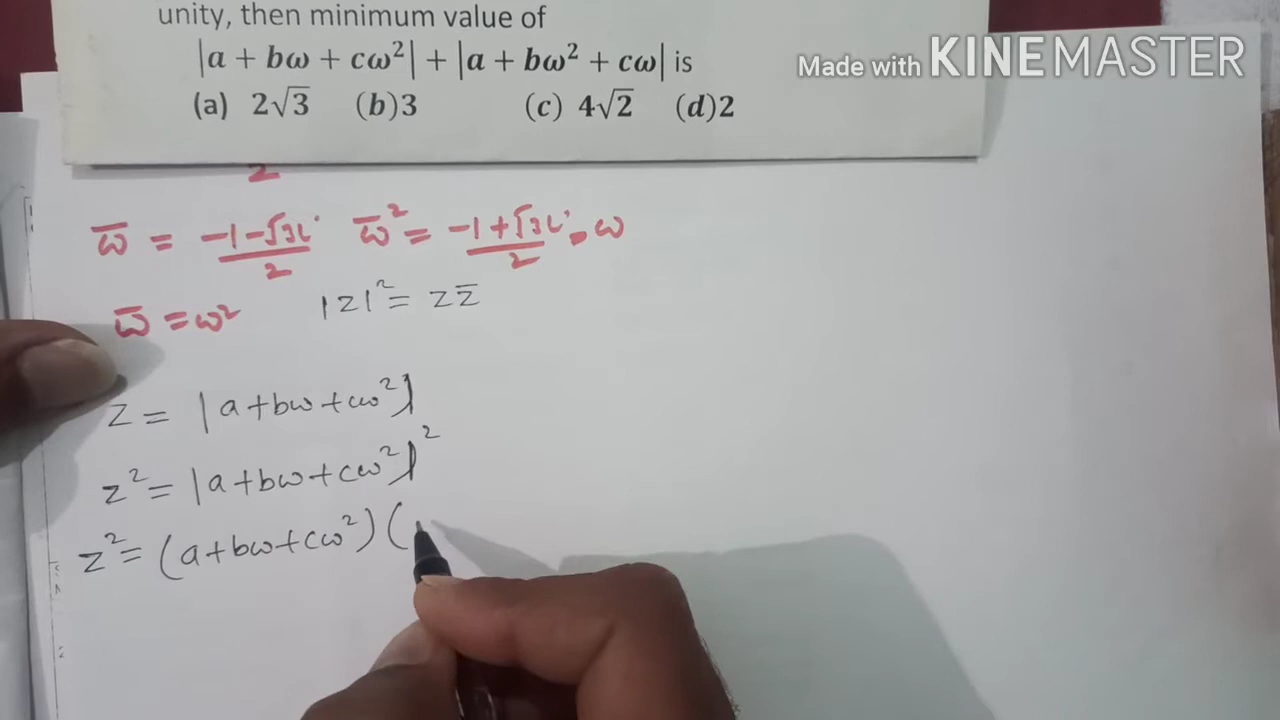 unity, then minimum value of
|a + bω + cω²| + |a + bω² + cω| is
(a) 2√3 (b)3 (c) 4√2 (d)2
Made with KINEMASTER
2
ω̅ = -1-√3i/2 ω̅² = -1+√3i/2 = ω
ω̅ = ω² |z|² = z z̅
z = |a+bω+cω²|
z² = |a+bω+cω²|²
z² = (a+bω+cω²) (